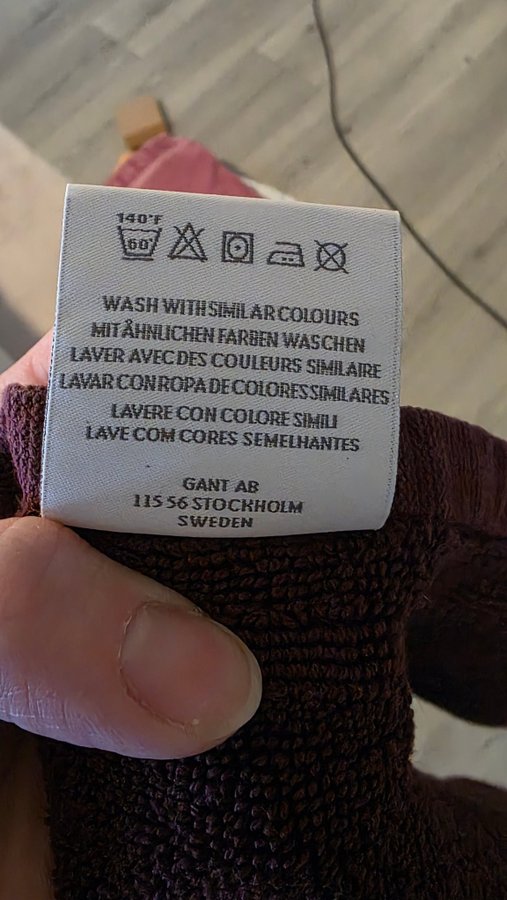 140°F
60°
WASH WITH SIMILAR COLOURS
MIT ÄHNLICHEN FARBEN WASCHEN
LAVER AVEC DES COULEURS SIMILAIRE
LAVAR CON ROPA DE COLORES SIMILARES
LAVERE CON COLORE SIMILI
LAVE COM CORES SEMELHANTES
GANT AB
115 56 STOCKHOLM
SWEDEN